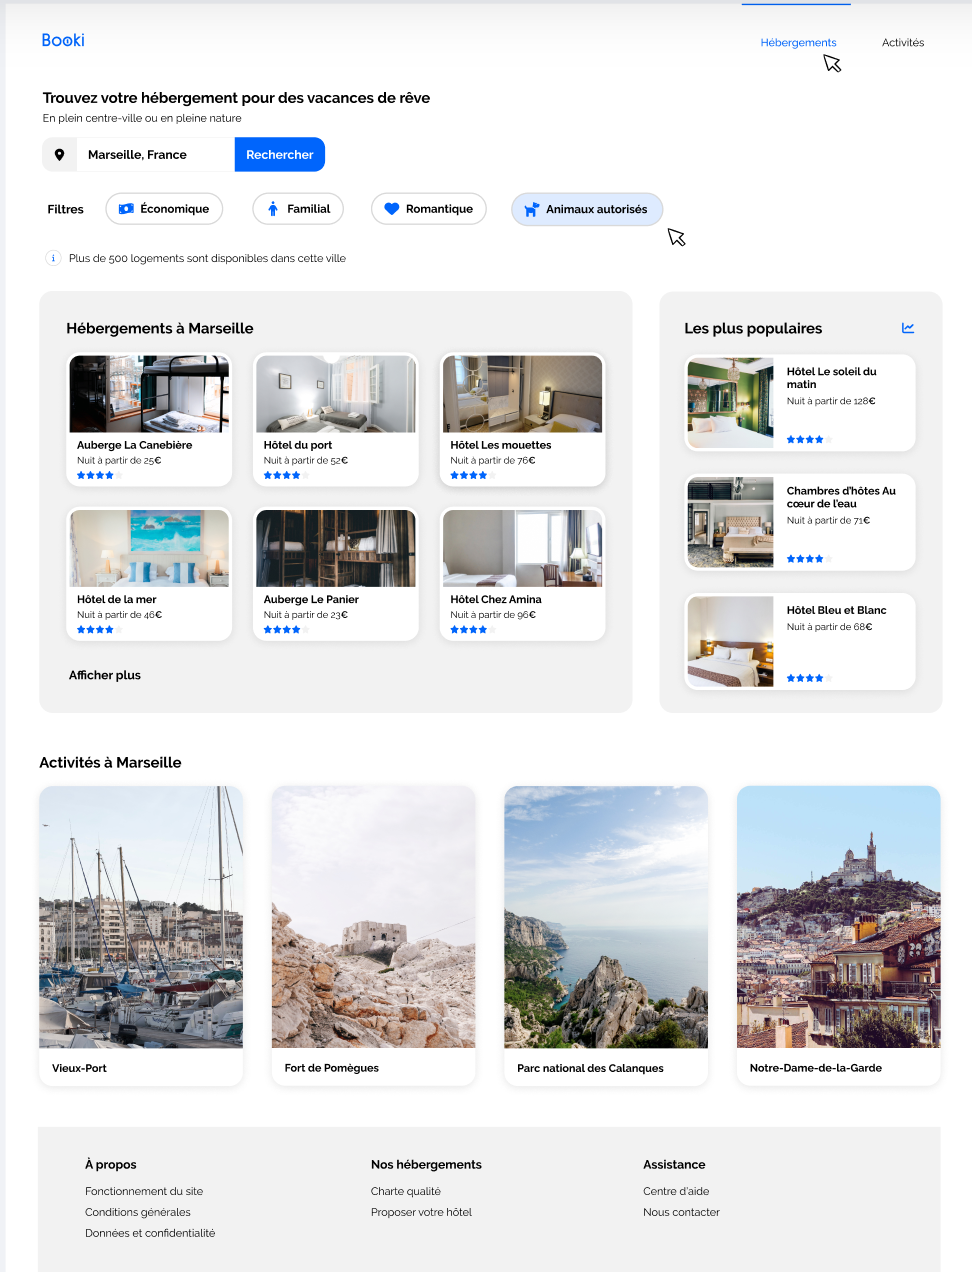 Booki
Hébergements
Activités
Trouvez votre hébergement pour des vacances de rêve
En plein centre-ville ou en pleine nature
Marseille, France
Rechercher
Filtres
Économique
Familial
Romantique
Animaux autorisés
i
Plus de 500 logements sont disponibles dans cette ville
Hébergements à Marseille
Auberge La Canebière
Nuit à partir de 25€
Hôtel du port
Nuit à partir de 52€
Hôtel Les mouettes
Nuit à partir de 76€
Hôtel de la mer
Nuit à partir de 46€
Auberge Le Panier
Nuit à partir de 23€
Hôtel Chez Amina
Nuit à partir de 96€
Afficher plus
Les plus populaires
Hôtel Le soleil du
matin
Nuit à partir de 128€
Chambres d'hôtes Au
cœur de l'eau
Nuit à partir de 71€
Hôtel Bleu et Blanc
Nuit à partir de 68€
Activités à Marseille
Vieux-Port
Fort de Pomègues
Parc national des Calanques
Notre-Dame-de-la-Garde
À propos
Fonctionnement du site
Conditions générales
Données et confidentialité
Nos hébergements
Charte qualité
Proposer votre hôtel
Assistance
Centre d'aide
Nous contacter